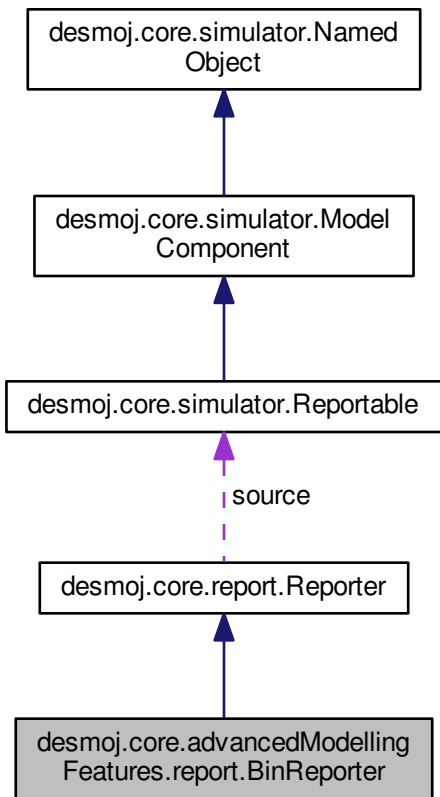 desmoj.core.simulator.Named
Object
desmoj.core.simulator.Model
Component
desmoj.core.simulator.Reportable
source
desmoj.core.report.Reporter
desmoj.core.advancedModelling
Features.report.BinReporter